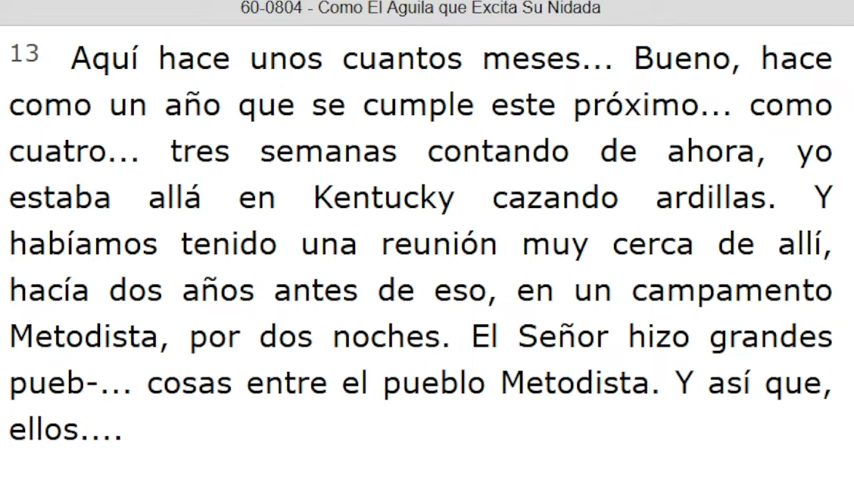 60-0804 - Como El Aguila que Excita Su Nidada
13 Aquí hace unos cuantos meses... Bueno, hace
como un año que se cumple este próximo... como
cuatro... tres semanas contando de ahora, yo
estaba allá en Kentucky cazando ardillas. Y
habíamos tenido una reunión muy cerca de allí,
hacía dos años antes de eso, en un campamento
Metodista, por dos noches. El Señor hizo grandes
pueb-... cosas entre el pueblo Metodista. Y así que,
ellos....